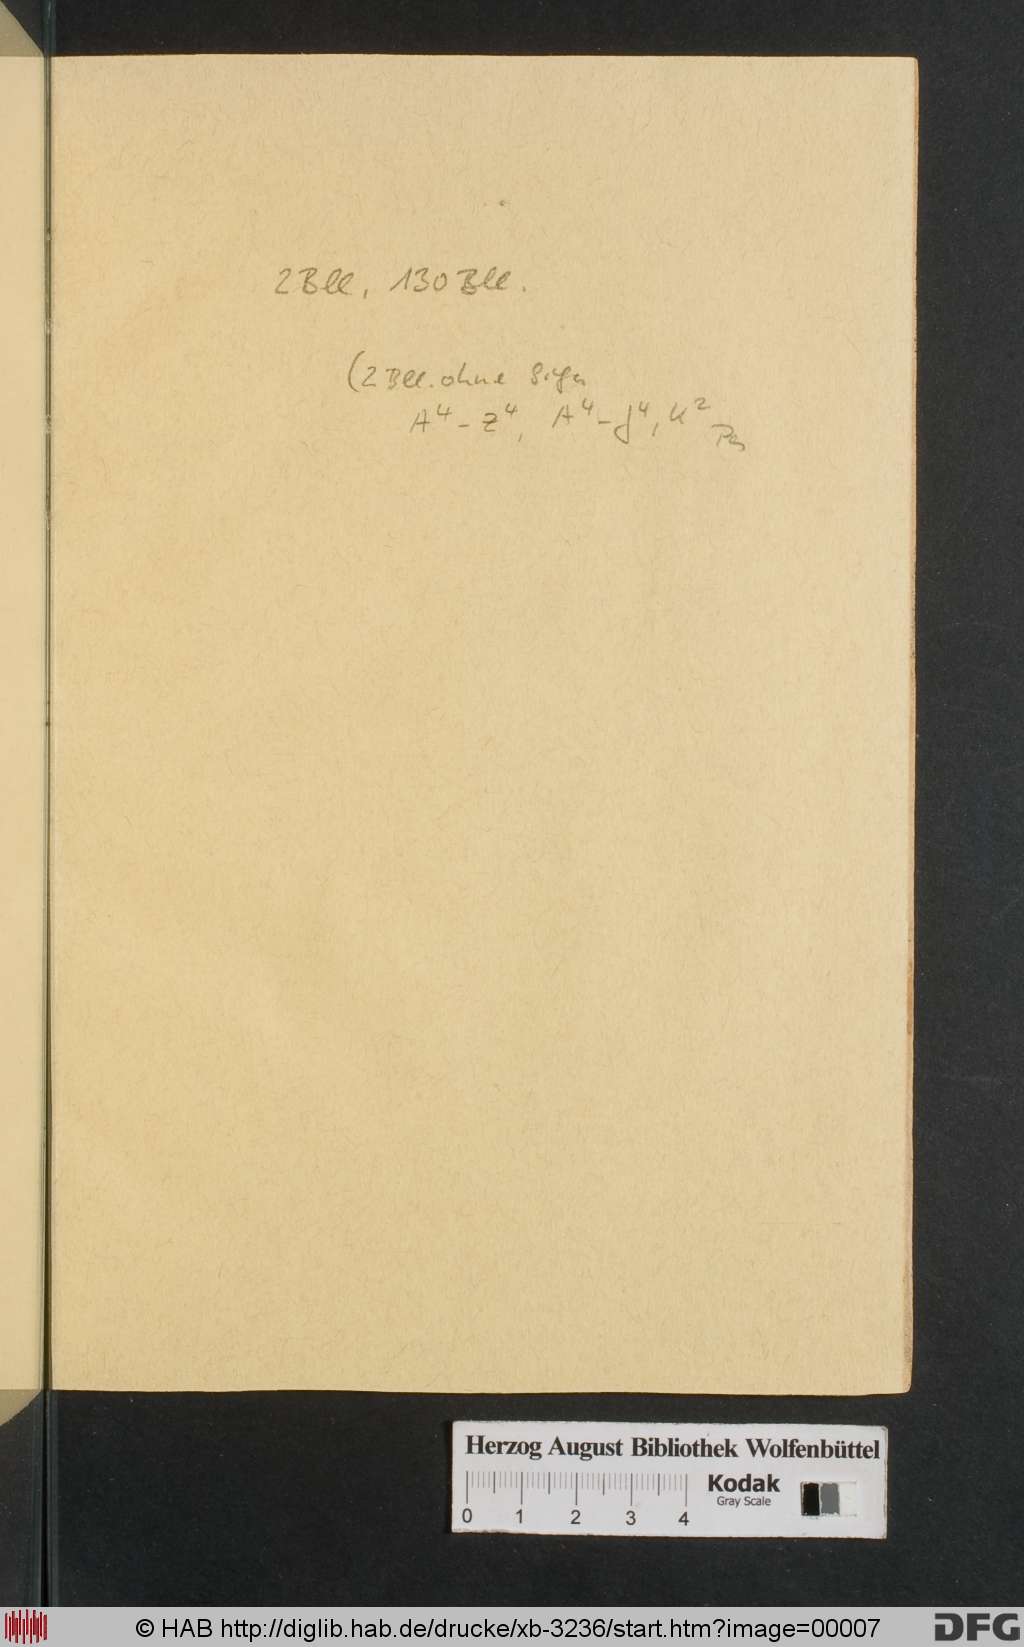 2 Bll, 130 Bll.
(2 Bll. ohne Sign
A⁴ - Z⁴, A⁴ - J⁴, K²
Herzog August Bibliothek Wolfenbüttel
Kodak
Gray Scale
0 1 2 3 4
© HAB http://diglib.hab.de/drucke/xb-3236/start.htm?image=00007
DFG